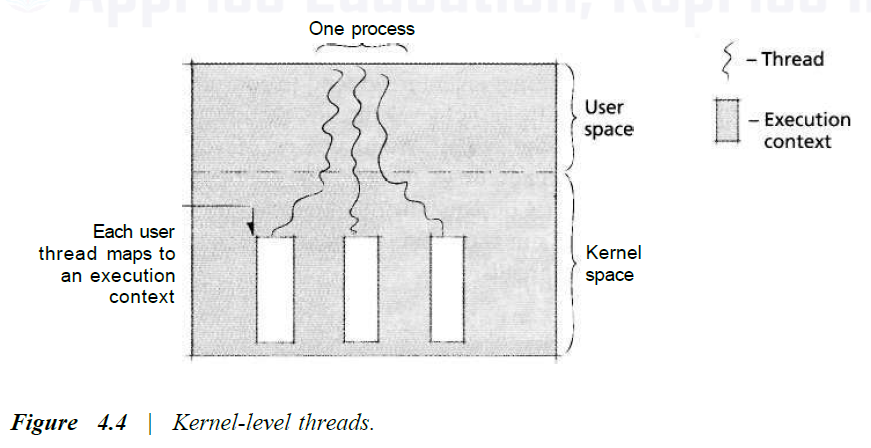 One process
Thread
User
space
Execution
context
Each user
thread maps to
an execution
context
Kernel
space
Figure 4.4 | Kernel-level threads.